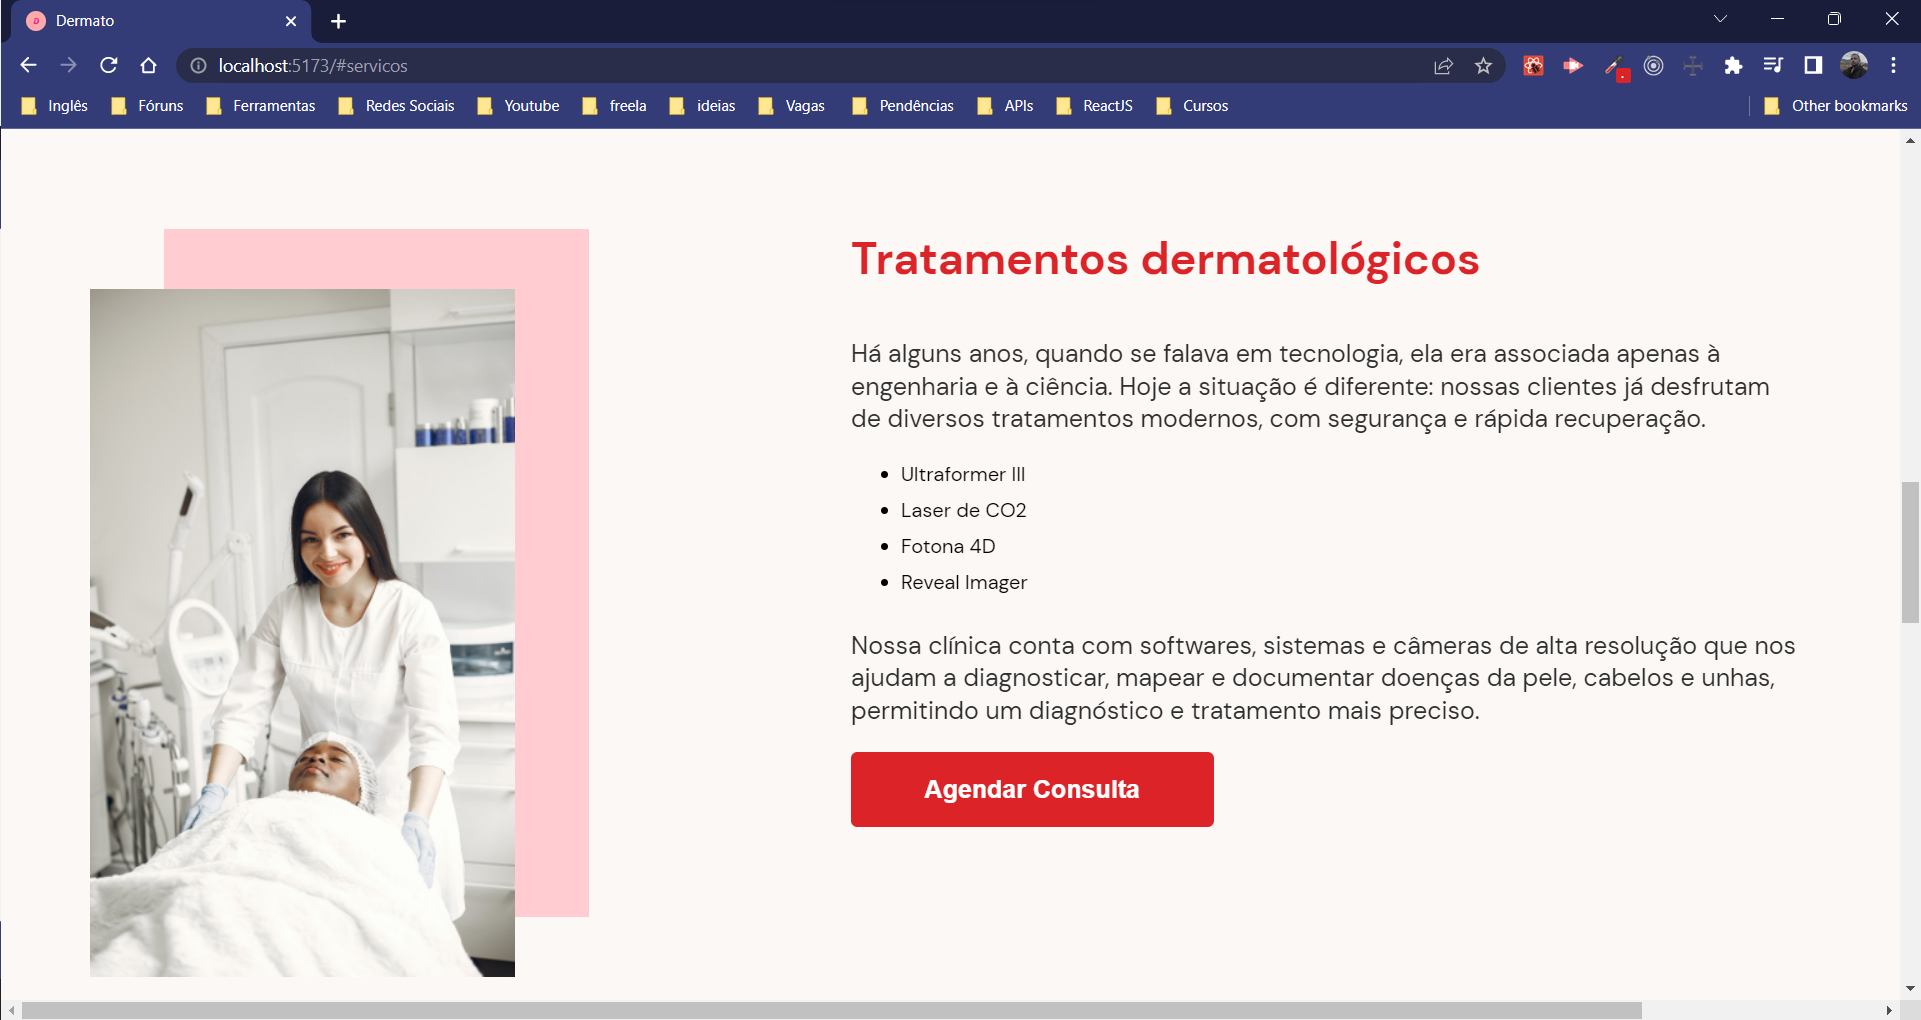 Dermato
localhost:5173/#servicos
Inglês Fóruns Ferramentas Redes Sociais Youtube freela ideias Vagas Pendências APIs ReactJS Cursos Other bookmarks
Tratamentos dermatológicos
Há alguns anos, quando se falava em tecnologia, ela era associada apenas à
engenharia e à ciência. Hoje a situação é diferente: nossas clientes já desfrutam
de diversos tratamentos modernos, com segurança e rápida recuperação.
Ultraformer III
Laser de CO2
Fotona 4D
Reveal Imager
Nossa clínica conta com softwares, sistemas e câmeras de alta resolução que nos
ajudam a diagnosticar, mapear e documentar doenças da pele, cabelos e unhas,
permitindo um diagnóstico e tratamento mais preciso.
Agendar Consulta